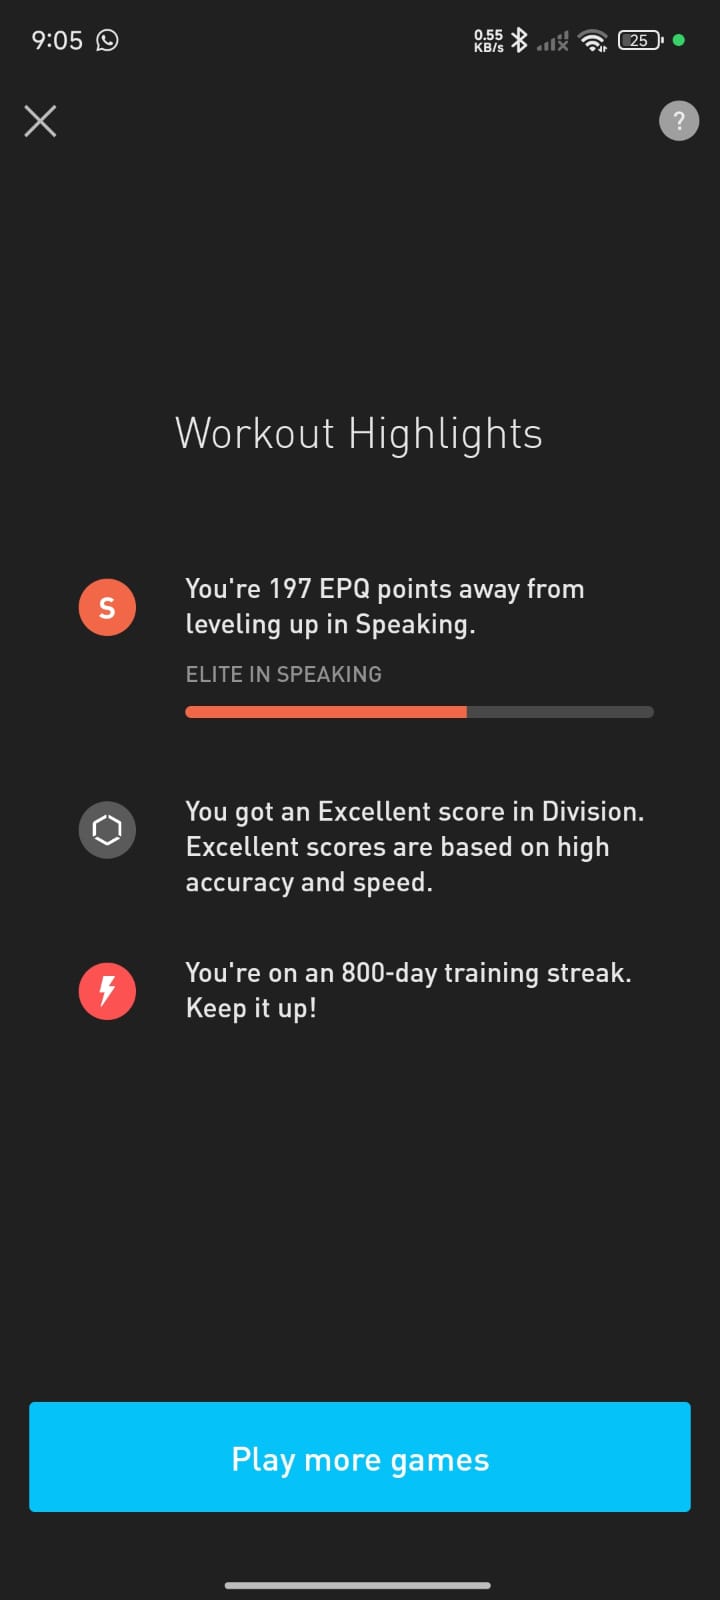 9:05
0.55
KB/s
25
?
Workout Highlights
S
You're 197 EPQ points away from
leveling up in Speaking.
ELITE IN SPEAKING
You got an Excellent score in Division.
Excellent scores are based on high
accuracy and speed.
You're on an 800-day training streak.
Keep it up!
Play more games